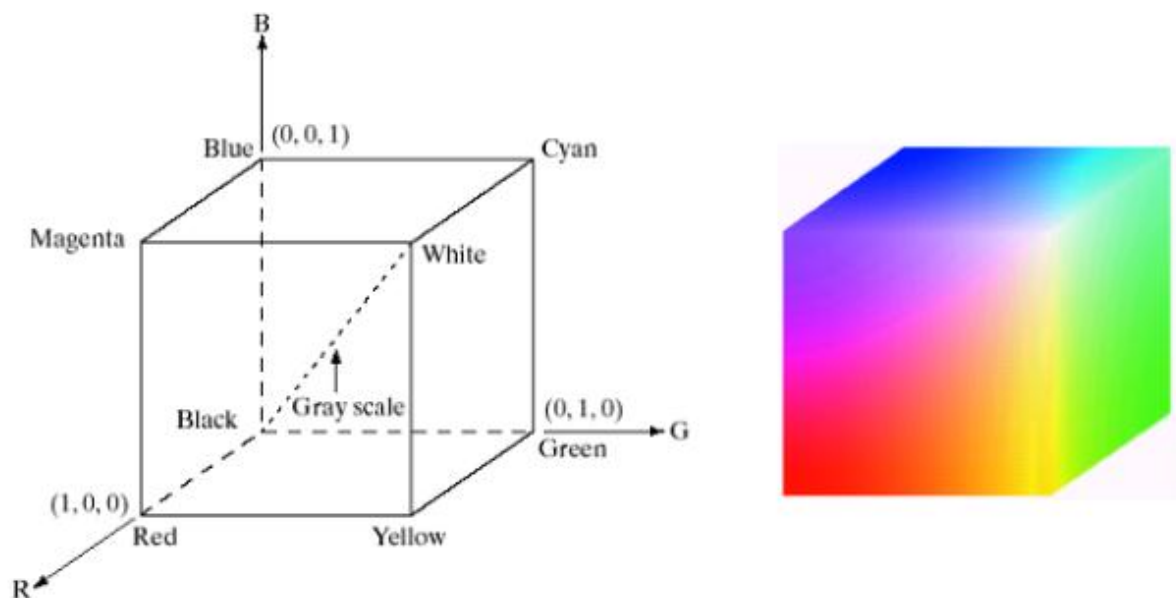 B
Blue (0, 0, 1)
Cyan
Magenta
White
Black
Gray scale
(0, 1, 0)
G
Green
(1, 0, 0)
Red
Yellow
R